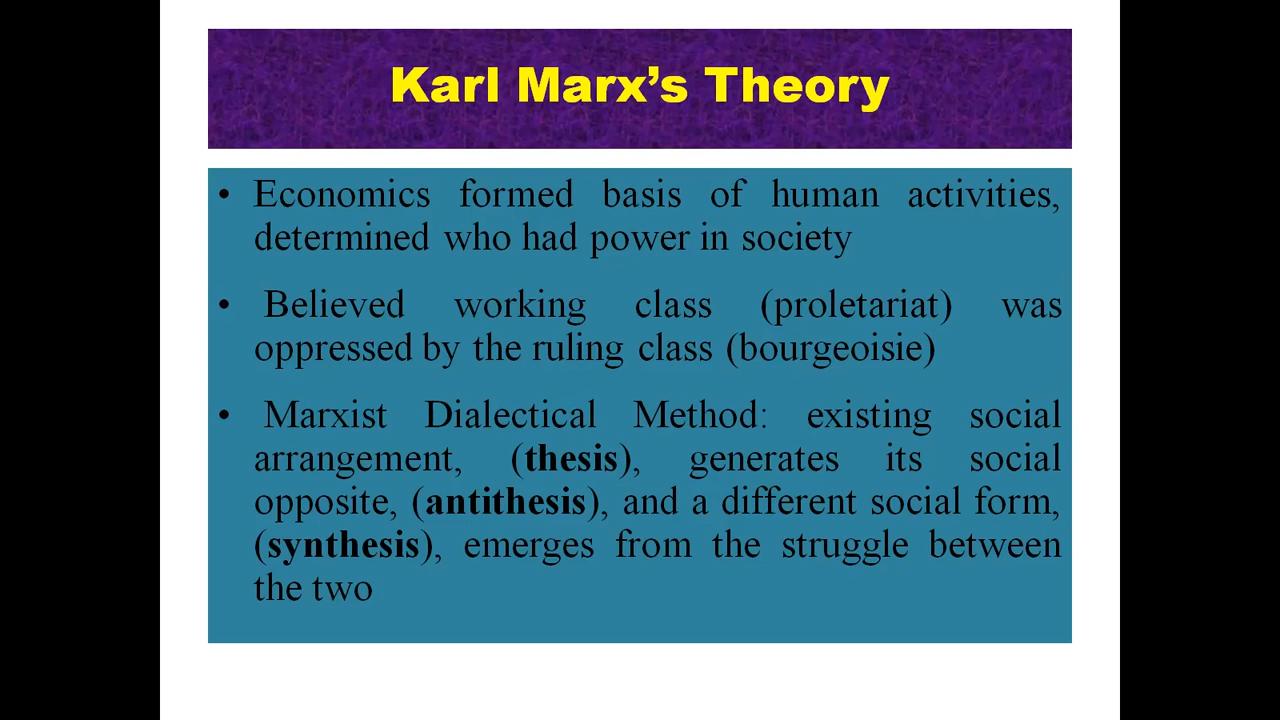 Karl Marx’s Theory
• Economics formed basis of human activities,
determined who had power in society
• Believed working class (proletariat) was
oppressed by the ruling class (bourgeoisie)
• Marxist Dialectical Method: existing social
arrangement, (thesis), generates its social
opposite, (antithesis), and a different social form,
(synthesis), emerges from the struggle between
the two